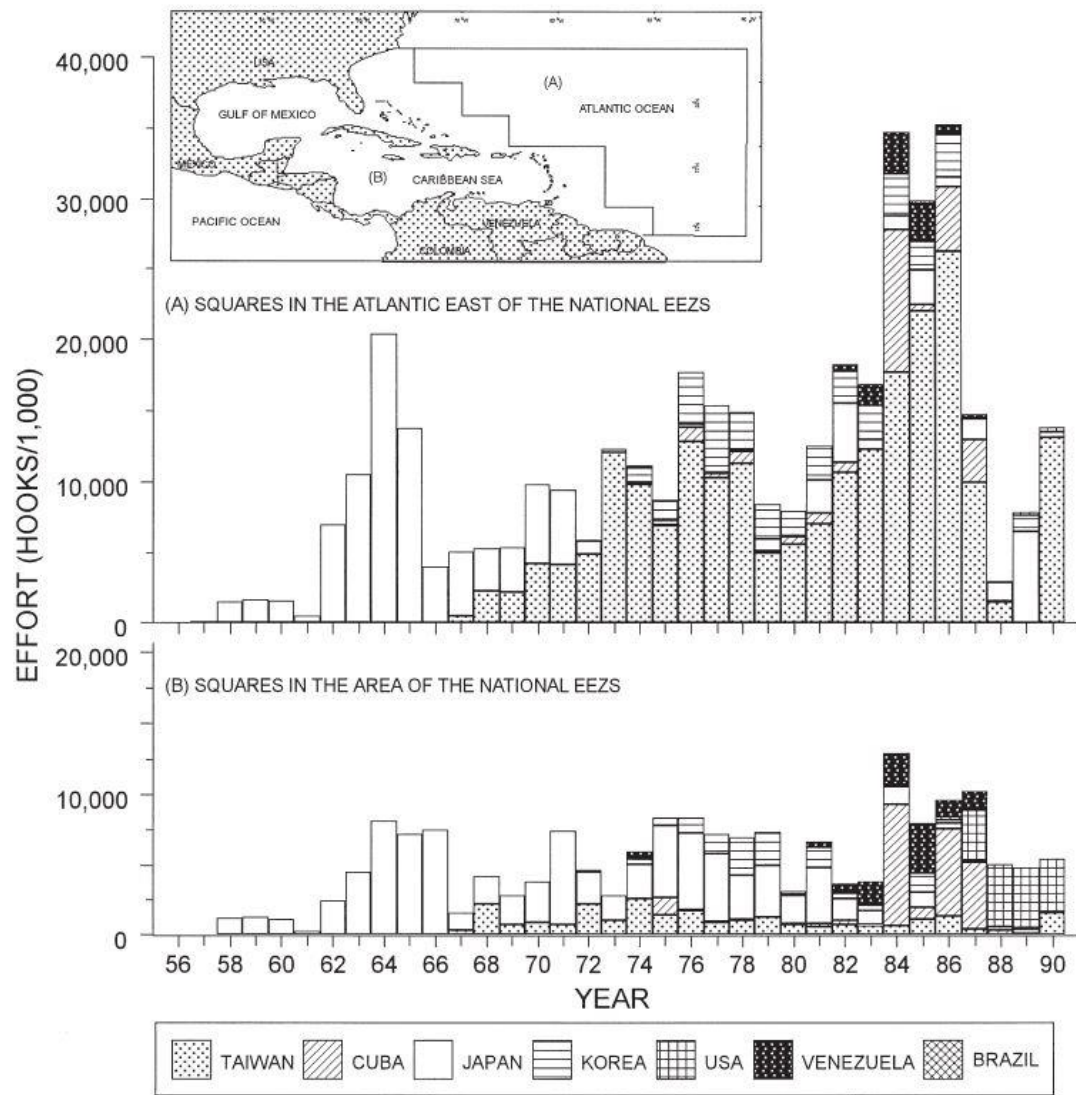 40,000
30,000
20,000
10,000
0
USA
GULF OF MEXICO
MEXICO
(A)
ATLANTIC OCEAN
(B)
CARIBBEAN SEA
PACIFIC OCEAN
VENEZUELA
COLOMBIA
(A) SQUARES IN THE ATLANTIC EAST OF THE NATIONAL EEZS
EFFORT (HOOKS/1,000)
20,000
10,000
0
(B) SQUARES IN THE AREA OF THE NATIONAL EEZS
56 58 60 62 64 66 68 70 72 74 76 78 80 82 84 86 88 90
YEAR
TAIWAN CUBA JAPAN KOREA USA VENEZUELA BRAZIL